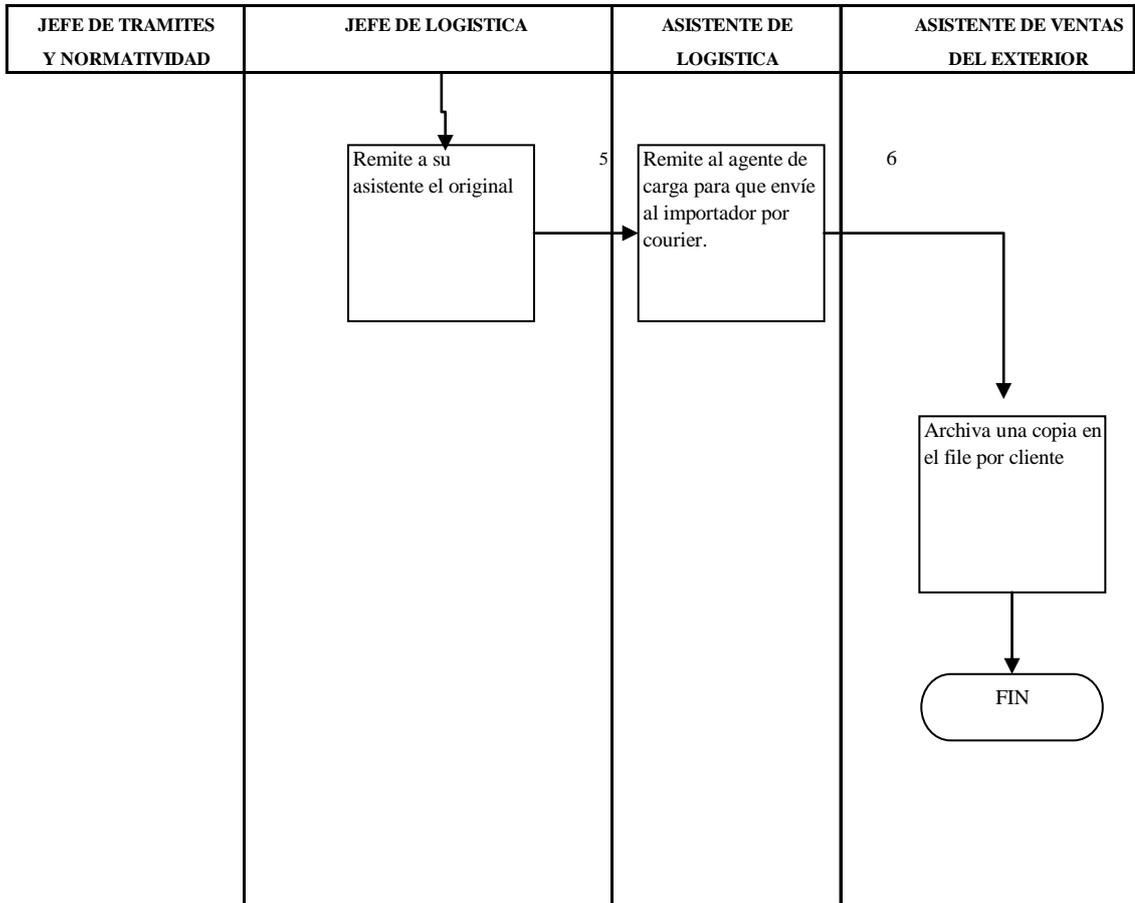 JEFE DE TRAMITES
Y NORMATIVIDAD
JEFE DE LOGISTICA
ASISTENTE DE
LOGISTICA
ASISTENTE DE VENTAS
DEL EXTERIOR
Remite a su
asistente el original
5
Remite al agente de
carga para que envíe
al importador por
courier.
6
Archiva una copia en
el file por cliente
FIN